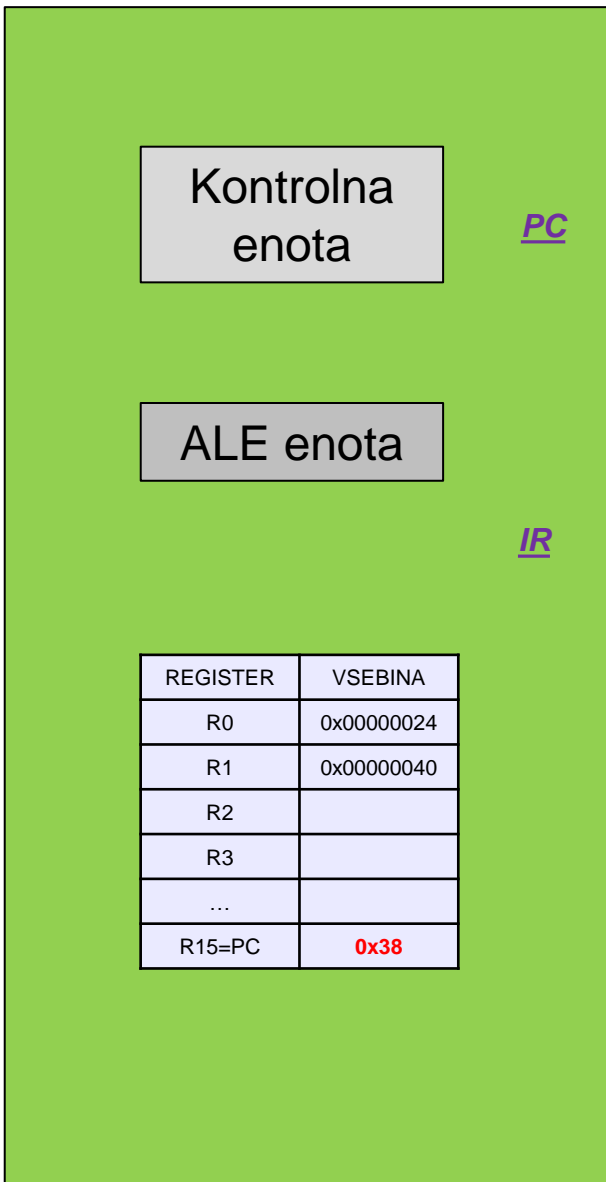 Kontrolna
enota
PC
ALE enota
IR
REGISTER VSEBINA
R0 0x00000024
R1 0x00000040
R2
R3
…
R15=PC 0x38